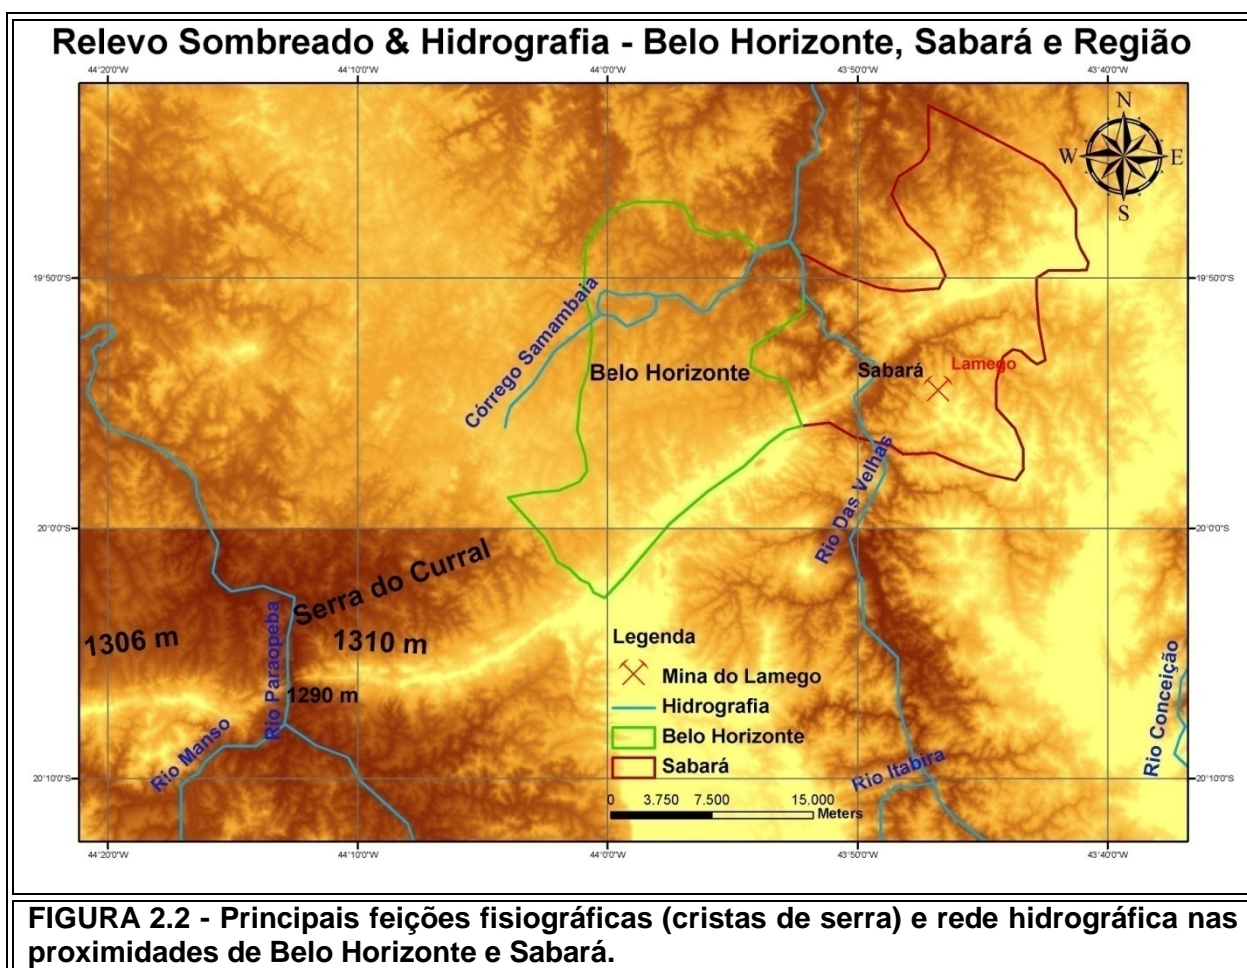 Relevo Sombreado & Hidrografia - Belo Horizonte, Sabará e Região
44°20'0"W
44°10'0"W
44°0'0"W
43°50'0"W
43°40'0"W
N
W
E
S
19°50'0"S
19°50'0"S
Córrego Samambaia
Belo Horizonte
Sabará
Lamego
Rio Das Velhas
20°0'0"S
20°0'0"S
Serra do Curral
1306 m
1310 m
Rio Paraopeba
1290 m
Rio Manso
Legenda
Mina do Lamego
Hidrografia
Belo Horizonte
Sabará
0 3.750 7.500 15.000
Meters
Rio Itabira
Rio Conceição
20°10'0"S
20°10'0"S
44°20'0"W
44°10'0"W
44°0'0"W
43°50'0"W
43°40'0"W
FIGURA 2.2 - Principais feições fisiográficas (cristas de serra) e rede hidrográfica nas
proximidades de Belo Horizonte e Sabará.